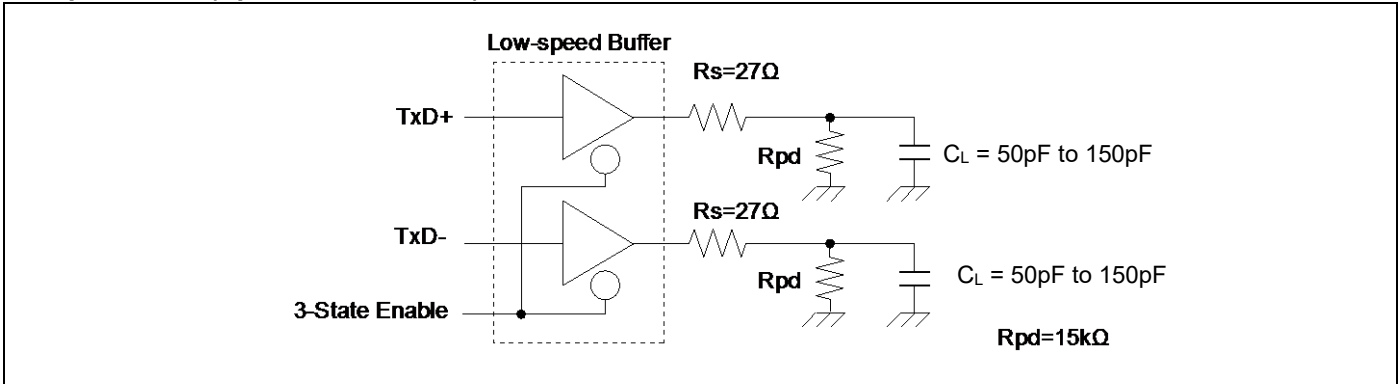 Low-speed Buffer
Rs=27Ω
TxD+
Rpd
CL = 50pF to 150pF
Rs=27Ω
TxD-
Rpd
CL = 50pF to 150pF
3-State Enable
Rpd=15kΩ